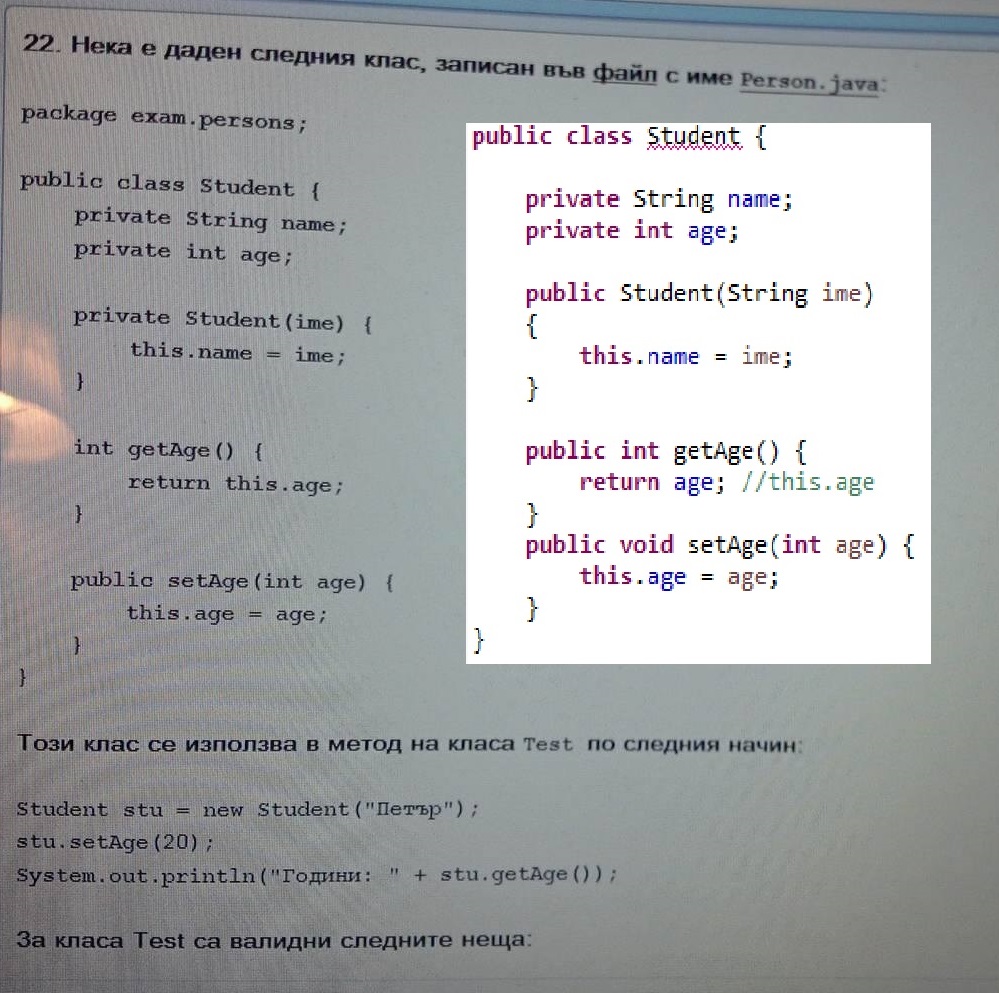 22. Нека е даден следния клас, записан във файл с име Person.java:
package exam.persons;
public class Student {
private String name;
private int age;
private Student(ime) {
this.name = ime;
}
int getAge() {
return this.age;
}
public setAge(int age) {
this.age = age;
}
}
public class Student {
private String name;
private int age;
public Student(String ime)
{
this.name = ime;
}
public int getAge() {
return age; //this.age
}
public void setAge(int age) {
this.age = age;
}
}
Този клас се използва в метод на класа Test по следния начин:
Student stu = new Student("Петър");
stu.setAge(20);
System.out.println("Години: " + stu.getAge());
За класа Test са валидни следните неща: